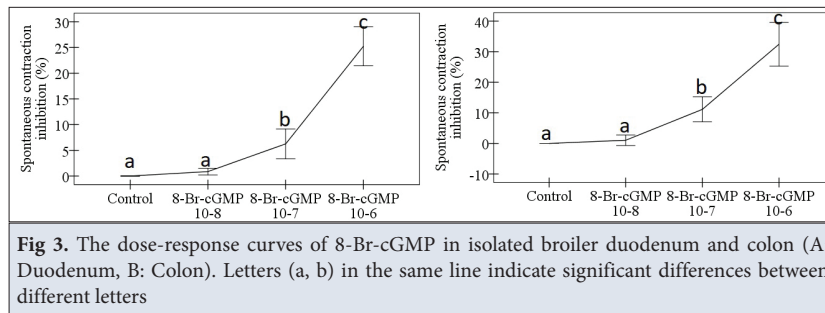 Spontaneous contraction
inhibition (%)
30
25
20
15
10
5
0
a
a
b
c
Control
8-Br-cGMP
10-8
8-Br-cGMP
10-7
8-Br-cGMP
10-6
Spontaneous contraction
inhibition (%)
40
30
20
10
0
-10
a
a
b
c
Control
8-Br-cGMP
10-8
8-Br-cGMP
10-7
8-Br-cGMP
10-6
Fig 3. The dose-response curves of 8-Br-cGMP in isolated broiler duodenum and colon (A:
Duodenum, B: Colon). Letters (a, b) in the same line indicate significant differences between
different letters